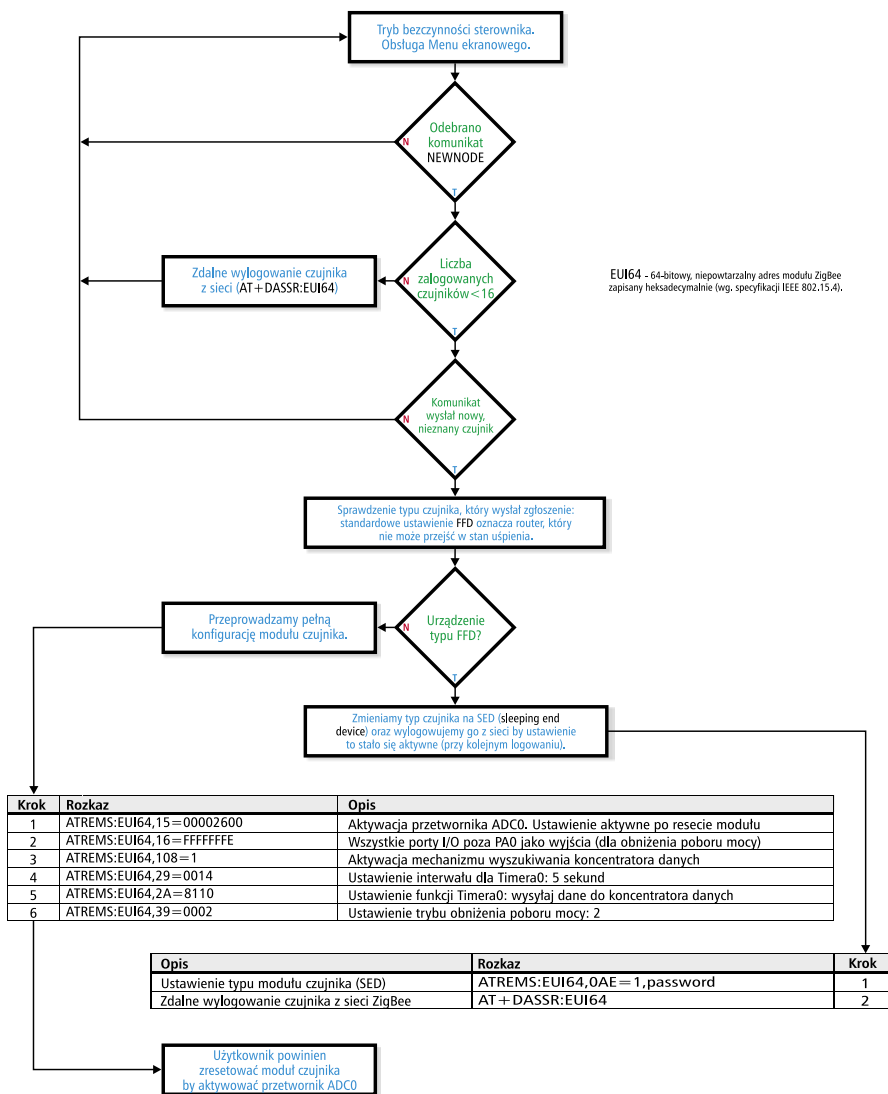 Tryb bezczynności sterownika.
Obsługa Menu ekranowego.
Odebrano
komunikat
NEWNODE
N
T
Liczba
zalogowanych
czujników<16
N
T
Zdalne wylogowanie czujnika
z sieci (AT+DASSR:EUI64)
EUI64 - 64-bitowy, niepowtarzalny adres modułu ZigBee
zapisany heksadecymalnie (wg. specyfikacji IEEE 802.15.4).
Komunikat
wysłał nowy,
nieznany czujnik
N
T
Sprawdzenie typu czujnika, który wysłał zgłoszenie:
standardowe ustawienie FFD oznacza router, który
nie może przejść w stan uśpienia.
Urządzenie
typu FFD?
N
T
Przeprowadzamy pełną
konfigurację modułu czujnika.
Zmieniamy typ czujnika na SED (sleeping end
device) oraz wylogowujemy go z sieci by ustawienie
to stało się aktywne (przy kolejnym logowaniu).
Krok Rozkaz Opis
1 ATREMS:EUI64,15=00002600 Aktywacja przetwornika ADC0. Ustawienie aktywne po resecie modułu
2 ATREMS:EUI64,16=FFFFFFFE Wszystkie porty I/O poza PA0 jako wyjścia (dla obniżenia poboru mocy)
3 ATREMS:EUI64,108=1 Aktywacja mechanizmu wyszukiwania koncentratora danych
4 ATREMS:EUI64,29=0014 Ustawienie interwału dla Timera0: 5 sekund
5 ATREMS:EUI64,2A=8110 Ustawienie funkcji Timera0: wysyłaj dane do koncentratora danych
6 ATREMS:EUI64,39=0002 Ustawienie trybu obniżenia poboru mocy: 2
Opis Rozkaz Krok
Ustawienie typu modułu czujnika (SED) ATREMS:EUI64,0AE=1,password 1
Zdalne wylogowanie czujnika z sieci ZigBee AT+DASSR:EUI64 2
Użytkownik powinien
zresetować moduł czujnika
by aktywować przetwornik ADC0